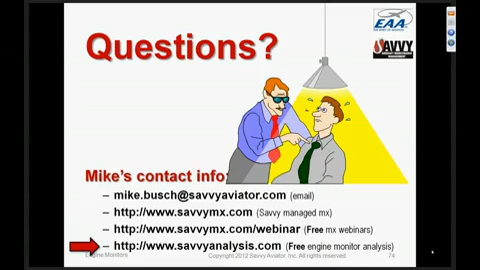 Questions?
EAA
SAVVY
Mike's contact info:
– mike.busch@savvyaviator.com (email)
– http://www.savvymx.com (Savvy managed mx)
– http://www.savvymx.com/webinar (Free mx webinars)
– http://www.savvyanalysis.com (Free engine monitor analysis)
Engine Monitors
Copyright 2012 Savvy Aviator, Inc. All rights reserved.
74